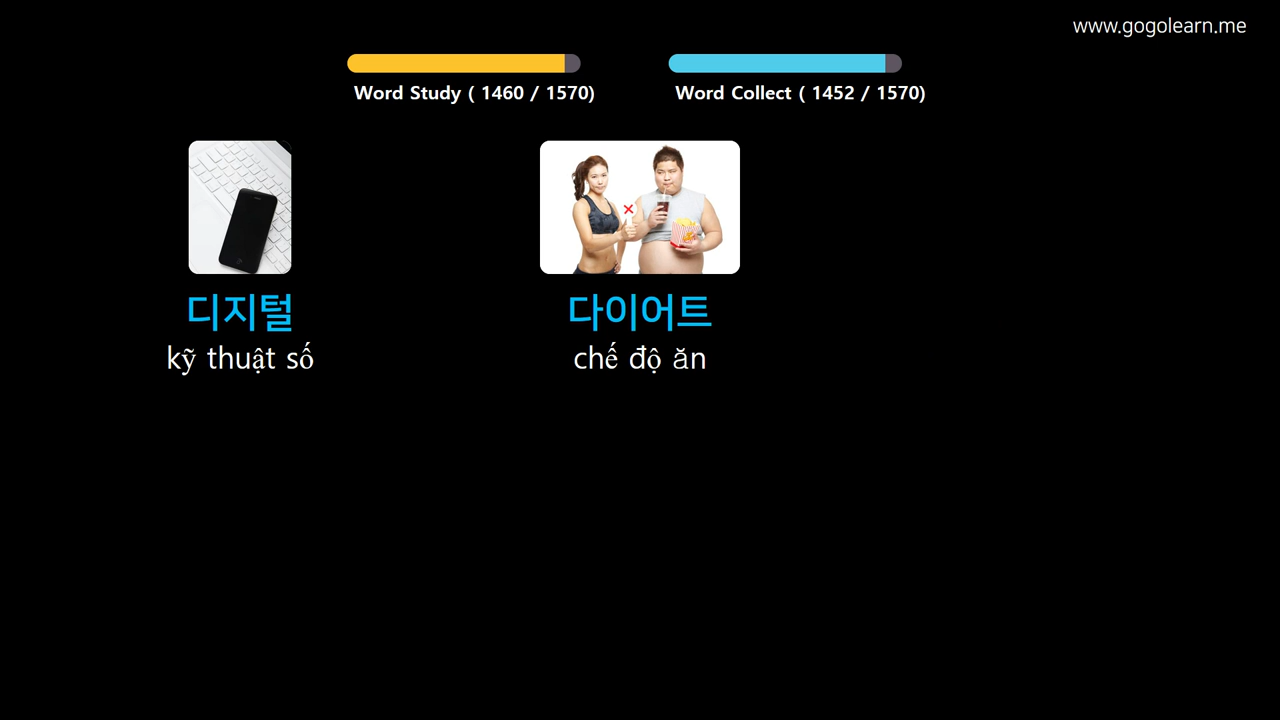 www.gogolearn.me
Word Study ( 1460 / 1570)
Word Collect ( 1452 / 1570)
디지털
다이어트
kỹ thuật số
chế độ ăn